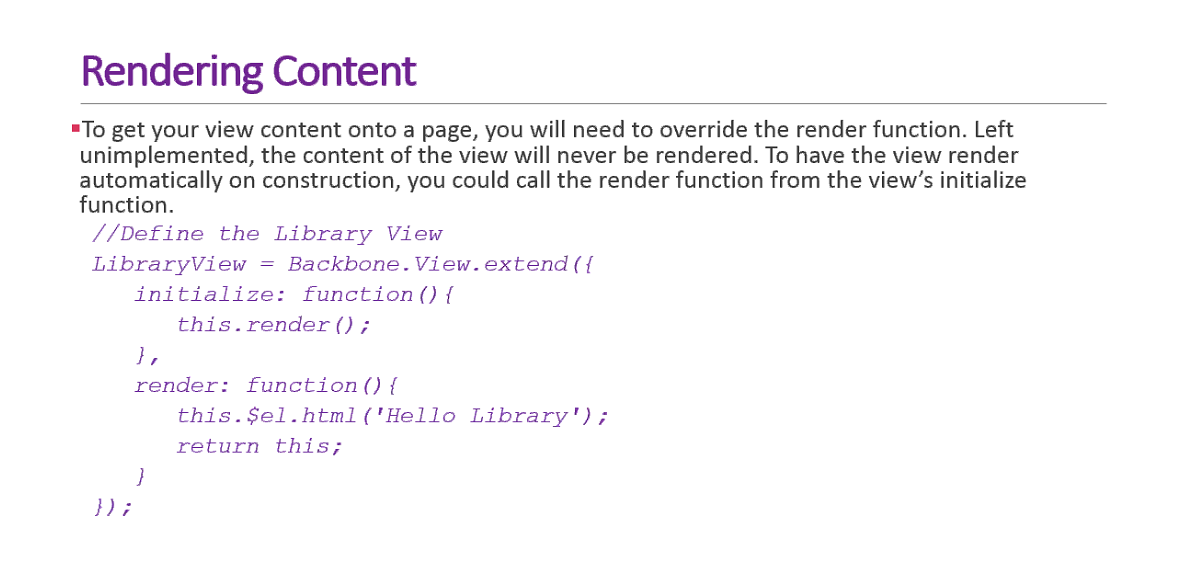 Rendering Content
▪To get your view content onto a page, you will need to override the render function. Left
unimplemented, the content of the view will never be rendered. To have the view render
automatically on construction, you could call the render function from the view’s initialize
function.
//Define the Library View
LibraryView = Backbone.View.extend({
   initialize: function(){
      this.render();
   },
   render: function(){
      this.$el.html('Hello Library');
      return this;
   }
});